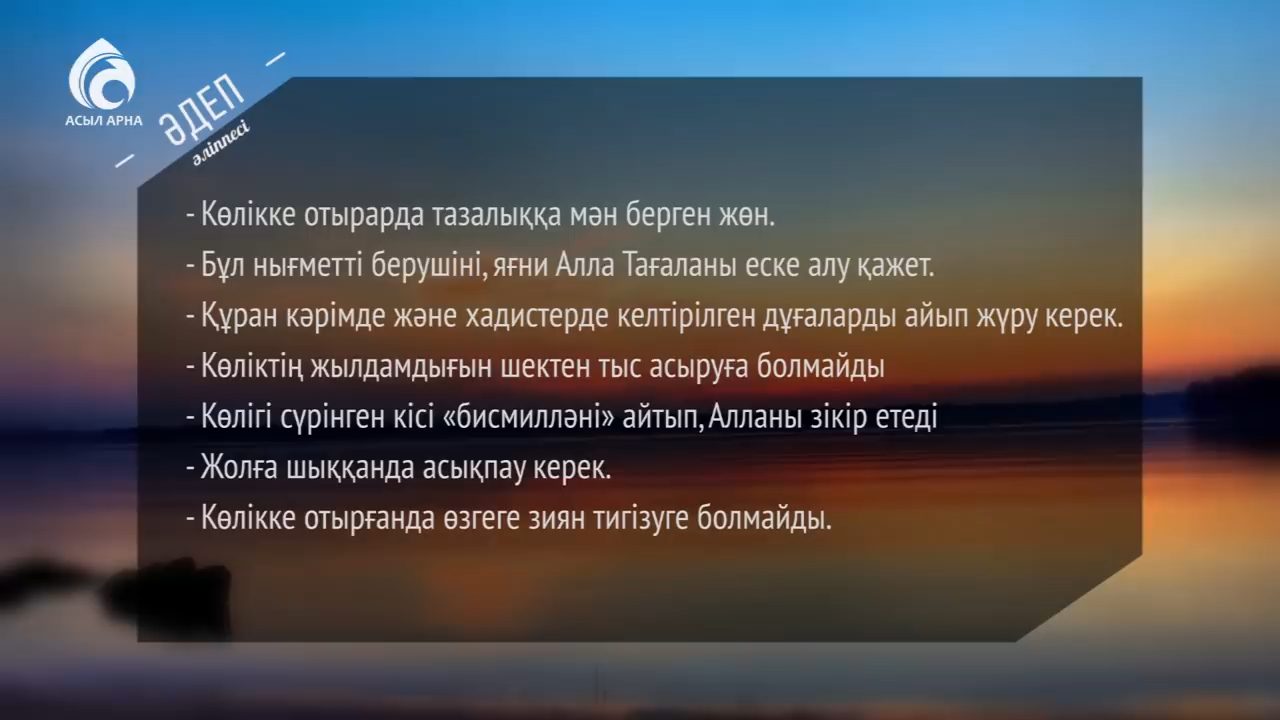 АСЫЛ АРНА
ӘДЕП
әліппесі
- Көлікке отырарда тазалыққа мән берген жөн.
- Бұл нығметті берушіні, яғни Алла Тағаланы еске алу қажет.
- Құран кәрімде және хадистерде келтірілген дұғаларды айып жүру керек.
- Көліктің жылдамдығын шектен тыс асыруға болмайды
- Көлігі сүрінген кісі «бисмилләні» айтып, Алланы зікір етеді
- Жолға шыққанда асықпау керек.
- Көлікке отырғанда өзгеге зиян тигізуге болмайды.